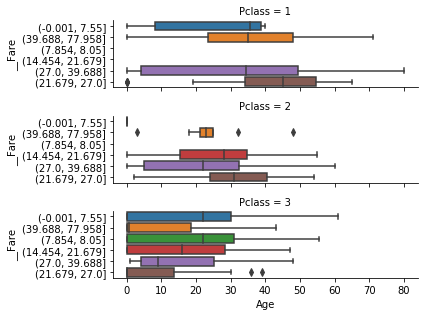 Pclass = 1
(-0.001, 7.55]
(39.688, 77.958]
(7.854, 8.05]
(14.454, 21.679]
(27.0, 39.688]
(21.679, 27.0]
_Fare
Pclass = 2
(-0.001, 7.55]
(39.688, 77.958]
(7.854, 8.05]
(14.454, 21.679]
(27.0, 39.688]
(21.679, 27.0]
_Fare
Pclass = 3
(-0.001, 7.55]
(39.688, 77.958]
(7.854, 8.05]
(14.454, 21.679]
(27.0, 39.688]
(21.679, 27.0]
_Fare
0 10 20 30 40 50 60 70 80
Age